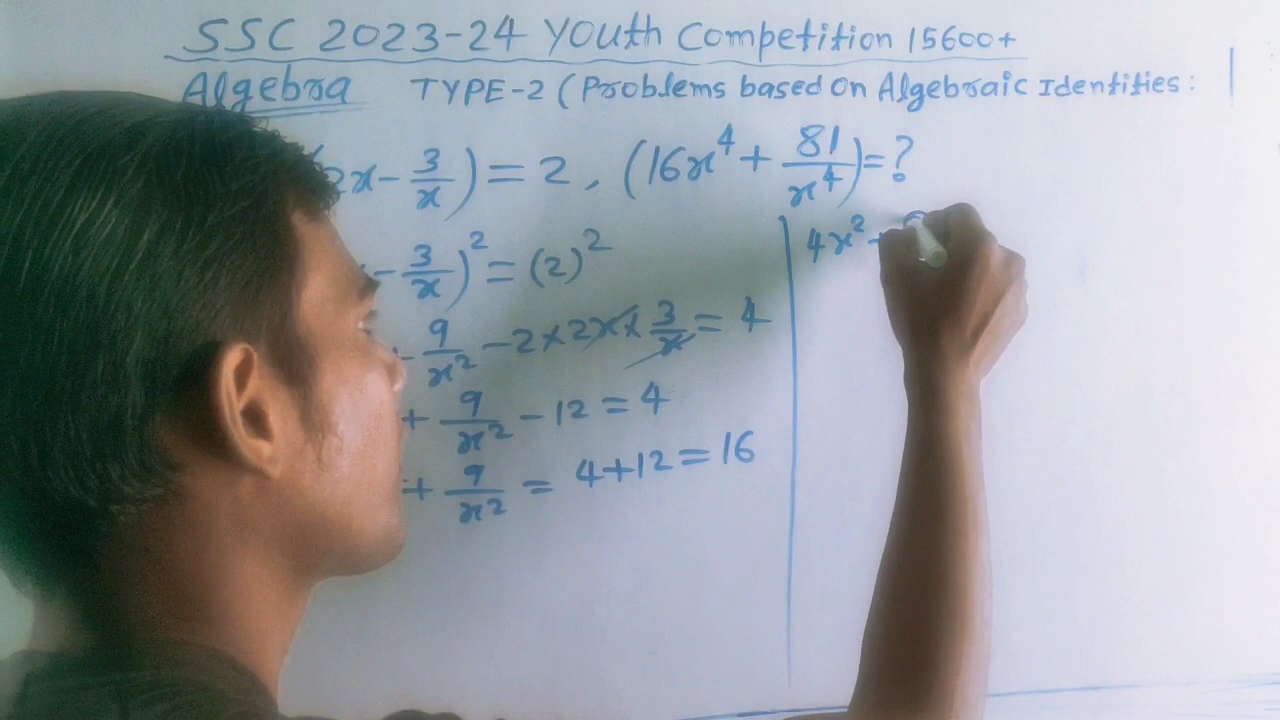 SSC 2023-24 Youth Competition 15600+
Algebra TYPE-2 (Problems based on Algebraic Identities:
2x - 3/x) = 2, (16x⁴ + 81/x⁴) = ?
- 3/x)² = (2)²
9/x² - 2×2x× 3/x = 4
+ 9/x² - 12 = 4
+ 9/x² = 4+12 = 16
4x²